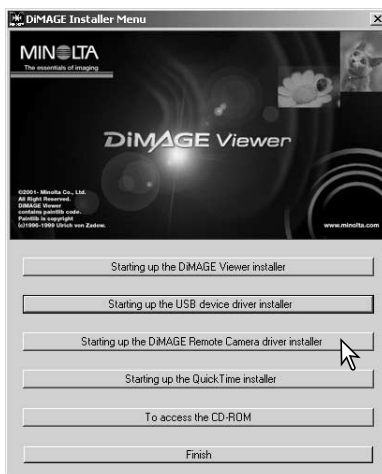 DiMAGE Installer Menu
MINOLTA
The essentials of imaging
DiMAGE Viewer
©2001- Minolta Co., Ltd.
All Right Reserved.
DiMAGE Viewer
contains paintlib code.
Paintlib is copyright
(c)1996-1999 Ulrich von Zadow.
www.minolta.com
Starting up the DiMAGE Viewer installer
Starting up the USB device driver installer
Starting up the DiMAGE Remote Camera driver installer
Starting up the QuickTime installer
To access the CD-ROM
Finish